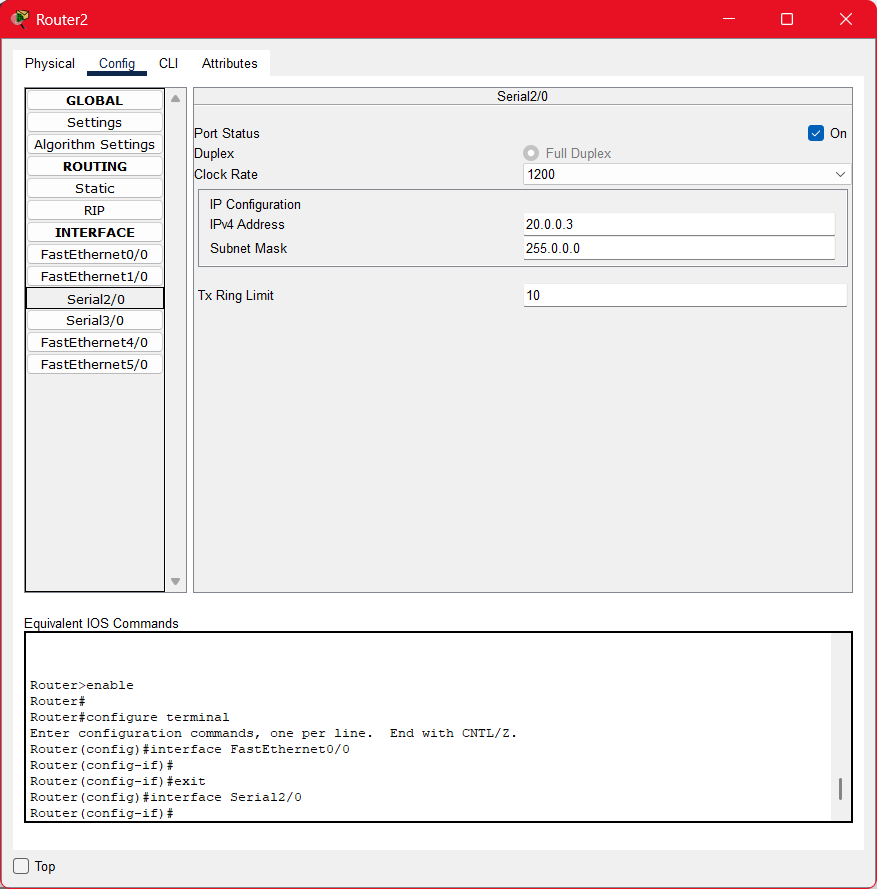 Router2
Physical Config CLI Attributes
GLOBAL
Settings
Algorithm Settings
ROUTING
Static
RIP
INTERFACE
FastEthernet0/0
FastEthernet1/0
Serial2/0
Serial3/0
FastEthernet4/0
FastEthernet5/0
Serial2/0
Port Status On
Duplex Full Duplex
Clock Rate 1200
IP Configuration
IPv4 Address 20.0.0.3
Subnet Mask 255.0.0.0
Tx Ring Limit 10
Equivalent IOS Commands
Router>enable
Router#
Router#configure terminal
Enter configuration commands, one per line.  End with CNTL/Z.
Router(config)#interface FastEthernet0/0
Router(config-if)#
Router(config-if)#exit
Router(config)#interface Serial2/0
Router(config-if)#
Top